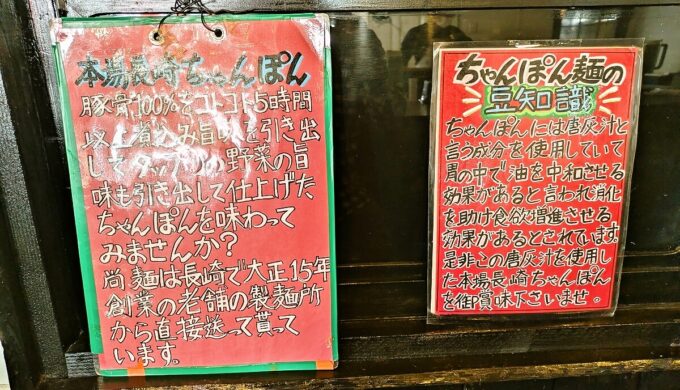 本場長崎ちゃんぽん
豚骨100%をコトコト5時間
以上煮込み旨味を引き出
して の野菜の旨
味も引き出して仕上げた
ちゃんぽんを味わって
みませんか?
尚麺は長崎で大正15年
創業の老舗の製麺所
から直接送って貰って
います。
ちゃんぽん麺の
豆知識
ちゃんぽんには唐灰汁と
言う成分を使用していて
胃の中で油を中和させる
効果があると言われ消化
を助け食欲増進させる
効果があるとされています。
是非この唐灰汁を使用し
た本場長崎ちゃんぽん
を御賞味下さいませ。